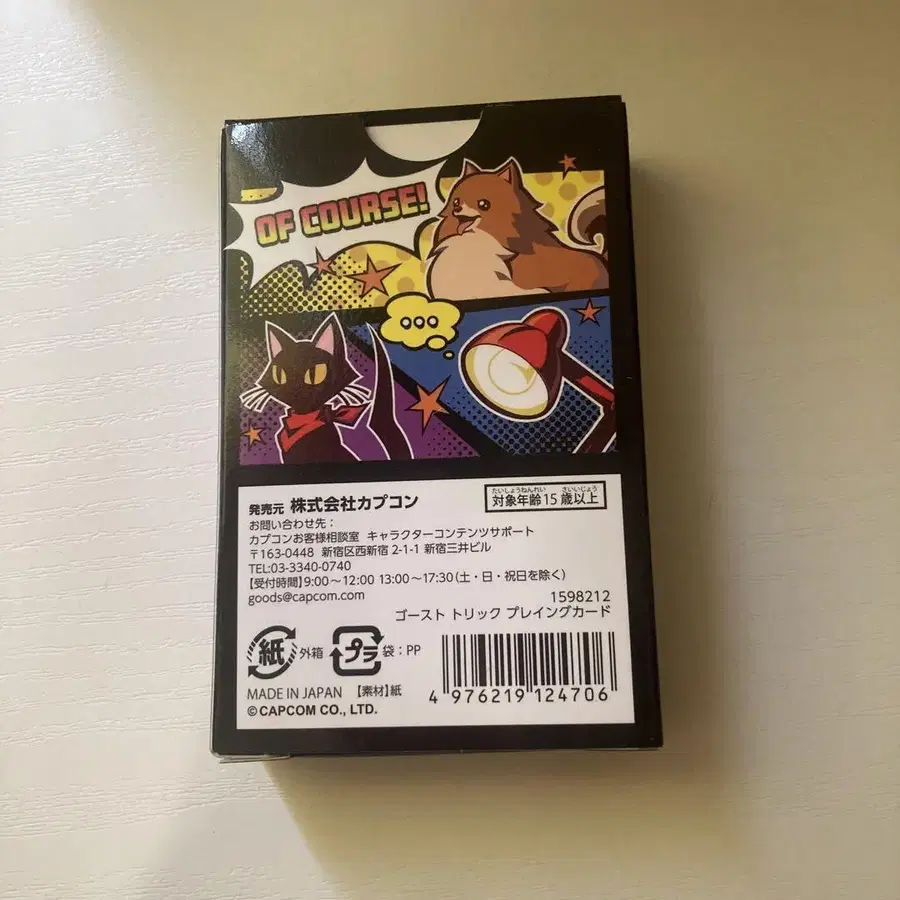 OF COURSE!
発売元 株式会社カプコン
たいしょうねんれい さいいじょう
対象年齢15歳以上
お問い合わせ先：
カプコンお客様相談室 キャラクターコンテンツサポート
〒163-0448 新宿区西新宿 2-1-1 新宿三井ビル
TEL:03-3340-0740
【受付時間】9:00～12:00 13:00～17:30(土・日・祝日を除く)
goods@capcom.com
1598212
ゴースト トリック プレイングカード
紙 外箱 プラ 袋：PP
MADE IN JAPAN 【素材】紙
4 976219 124706
©CAPCOM CO., LTD.